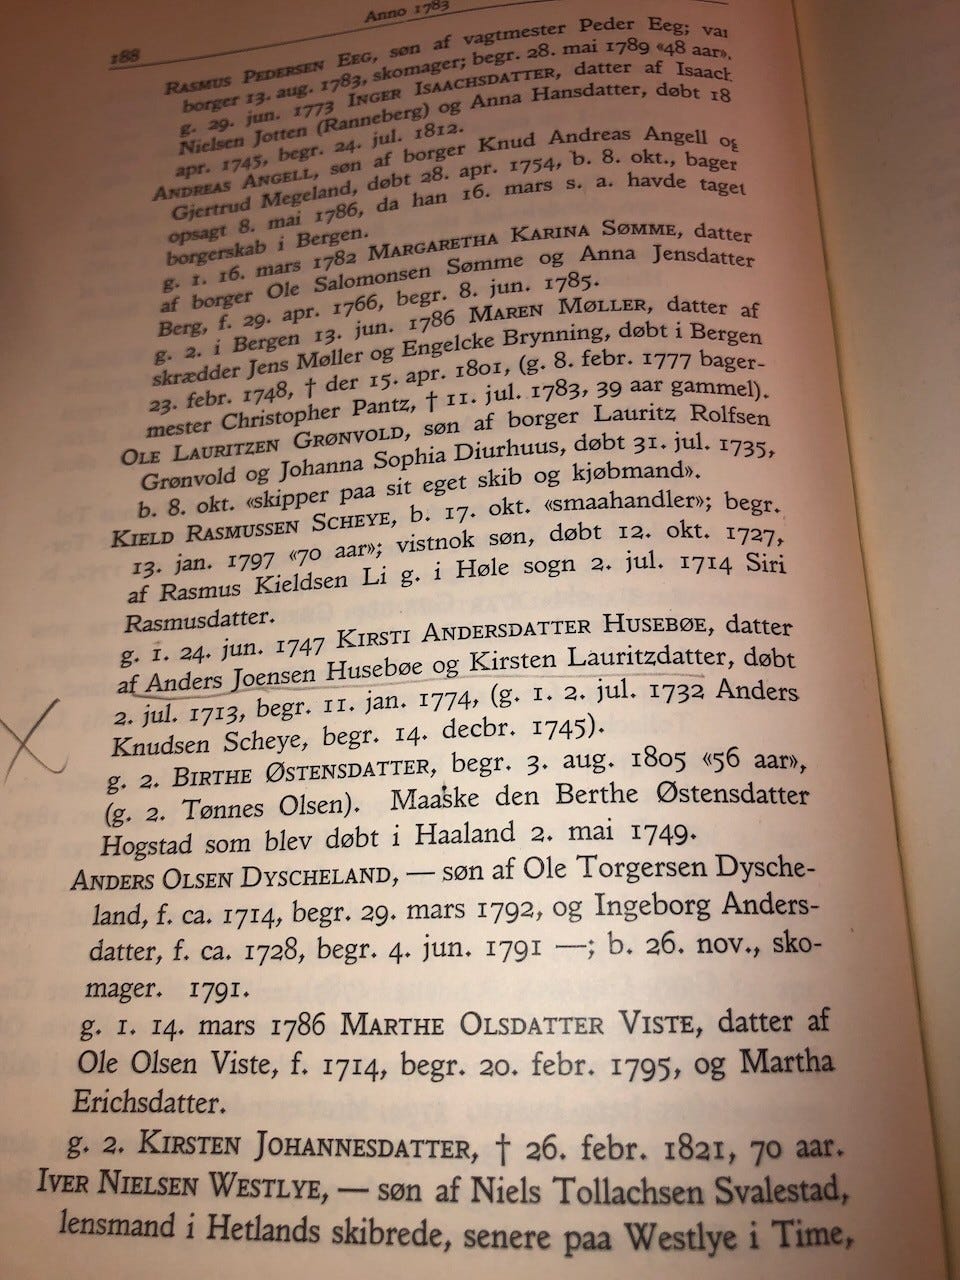 188
Anno 1783
RASMUS PEDERSEN EEG, søn af vagtmester Peder Eeg;
borger 13. aug. 1783, skomager; begr. 28. mai 1789 «48 aar».
g. 29. jun. 1773 INGER ISAACHSDATTER, datter af Isaach
Nielsen Jotten (Ranneberg) og Anna Hansdatter, døbt 18
apr. 1745, begr. 24. jul. 1812.
ANDREAS ANGELL, søn af borger Knud Andreas Angell og
Gjertrud Megeland, døbt 28. apr. 1754, b. 8. okt., bager
opsagt 8. mai 1786, da han 16. mars s. a. havde taget
borgerskab i Bergen.
g. 1. 16. mars 1782 MARGARETHA KARINA SØMME, datter
af borger Ole Salomonsen Sømme og Anna Jensdatter
Berg, f. 29. apr. 1766, begr. 8. jun. 1785.
g. 2. i Bergen 13. jun. 1786 MAREN MØLLER, datter af
skrædder Jens Møller og Engelcke Brynning, døbt i Bergen
23. febr. 1748, † der 15. apr. 1801, (g. 8. febr. 1777 bager-
mester Christopher Pantz, † 11. jul. 1783, 39 aar gammel).
OLE LAURITZEN GRØNVOLD, søn af borger Lauritz Rolfsen
Grønvold og Johanna Sophia Diurhuus, døbt 31. jul. 1735,
b. 8. okt. «skipper paa sit eget skib og kjøbmand».
KIELD RASMUSSEN SCHEYE, b. 17. okt. «smaahandler»; begr.
13. jan. 1797 «70 aar»; vistnok søn, døbt 12. okt. 1727,
af Rasmus Kieldsen Li g. i Høle sogn 2. jul. 1714 Siri
Rasmusdatter.
g. 1. 24. jun. 1747 KIRSTI ANDERSDATTER HUSEBØE, datter
af Anders Joensen Husebøe og Kirsten Lauritzdatter, døbt
2. jul. 1713, begr. 11. jan. 1774, (g. 1. 2. jul. 1732 Anders
Knudsen Scheye, begr. 14. decbr. 1745).
g. 2. BIRTHE ØSTENSDATTER, begr. 3. aug. 1805 «56 aar»,
(g. 2. Tønnes Olsen). Maaske den Berthe Østensdatter
Hogstad som blev døbt i Haaland 2. mai 1749.
ANDERS OLSEN DYSCHELAND, — søn af Ole Torgersen Dysche-
land, f. ca. 1714, begr. 29. mars 1792, og Ingeborg Anders-
datter, f. ca. 1728, begr. 4. jun. 1791 —; b. 26. nov., sko-
mager. 1791.
g. 1. 14. mars 1786 MARTHE OLSDATTER VISTE, datter af
Ole Olsen Viste, f. 1714, begr. 20. febr. 1795, og Martha
Erichsdatter.
g. 2. KIRSTEN JOHANNESDATTER, † 26. febr. 1821, 70 aar.
IVER NIELSEN WESTLYE, — søn af Niels Tollachsen Svalestad,
lensmand i Hetlands skibrede, senere paa Westlye i Time,